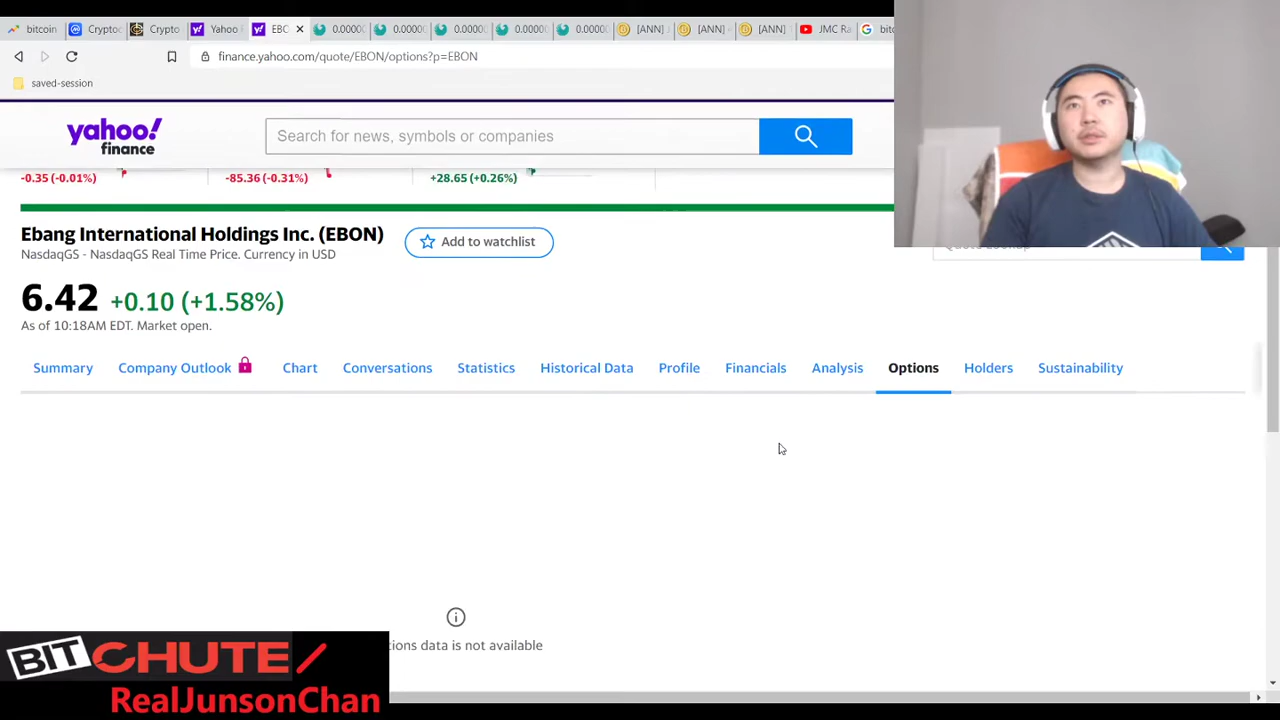 bitcoin
Crypto
Crypto
Yahoo F
EBC
0.0000
0.0000
0.0000
0.0000
0.0000
[ANN]
[ANN]
[ANN]
JMC Ra
finance.yahoo.com/quote/EBON/options?p=EBON
saved-session
yahoo!
finance
Search for news, symbols or companies
-0.35 (-0.01%)
-85.36 (-0.31%)
+28.65 (+0.26%)
Ebang International Holdings Inc. (EBON)
Add to watchlist
NasdaqGS - NasdaqGS Real Time Price. Currency in USD
6.42 +0.10 (+1.58%)
As of 10:18AM EDT. Market open.
Summary Company Outlook Chart Conversations Statistics Historical Data Profile Financials Analysis Options Holders Sustainability
tions data is not available
BITCHUTE/
RealJunsonChan